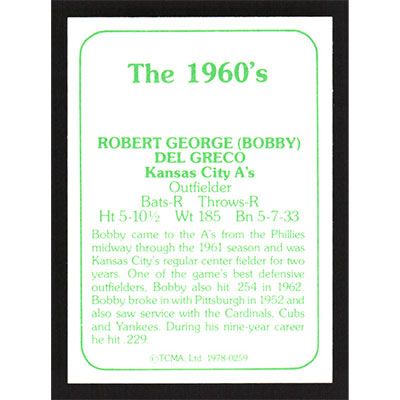 The 1960's
ROBERT GEORGE (BOBBY)
DEL GRECO
Kansas City A's
Outfielder
Bats-R Throws-R
Ht 5-10½ Wt 185 Bn 5-7-33
Bobby came to the A's from the Phillies
midway through the 1961 season and was
Kansas City's regular center fielder for two
years. One of the game's best defensive
outfielders, Bobby also hit .254 in 1962.
Bobby broke in with Pittsburgh in 1952 and
also saw service with the Cardinals, Cubs
and Yankees. During his nine-year career
he hit .229.
©TCMA, Ltd. 1978-0259